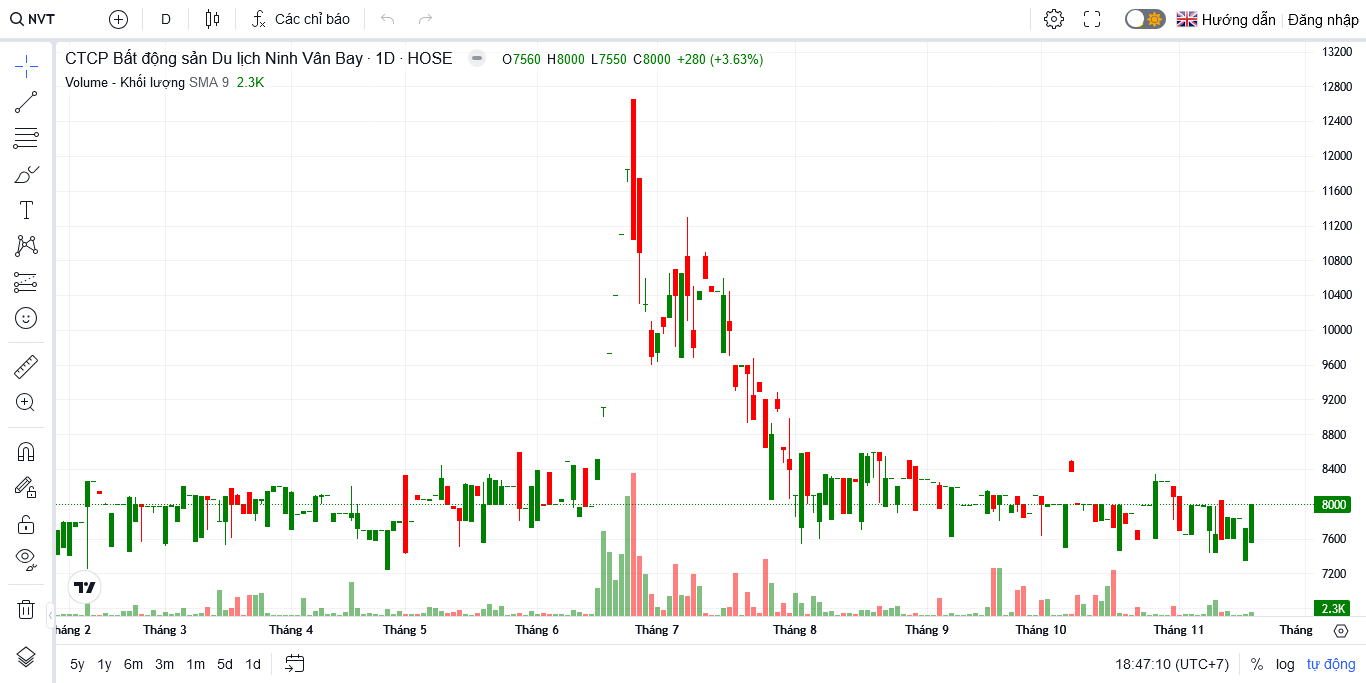 NVT D Các chỉ báo Hướng dẫn Đăng nhập
CTCP Bất động sản Du lịch Ninh Vân Bay · 1D · HOSE O7560 H8000 L7550 C8000 +280 (+3.63%)
Volume - Khối lượng SMA 9 2.3K
13200
12800
12400
12000
11600
11200
10800
10400
10000
9600
9200
8800
8400
8000
7600
7200
2.3K
háng 2 Tháng 3 Tháng 4 Tháng 5 Tháng 6 Tháng 7 Tháng 8 Tháng 9 Tháng 10 Tháng 11 Tháng
5y 1y 6m 3m 1m 5d 1d 18:47:10 (UTC+7) % log tự động